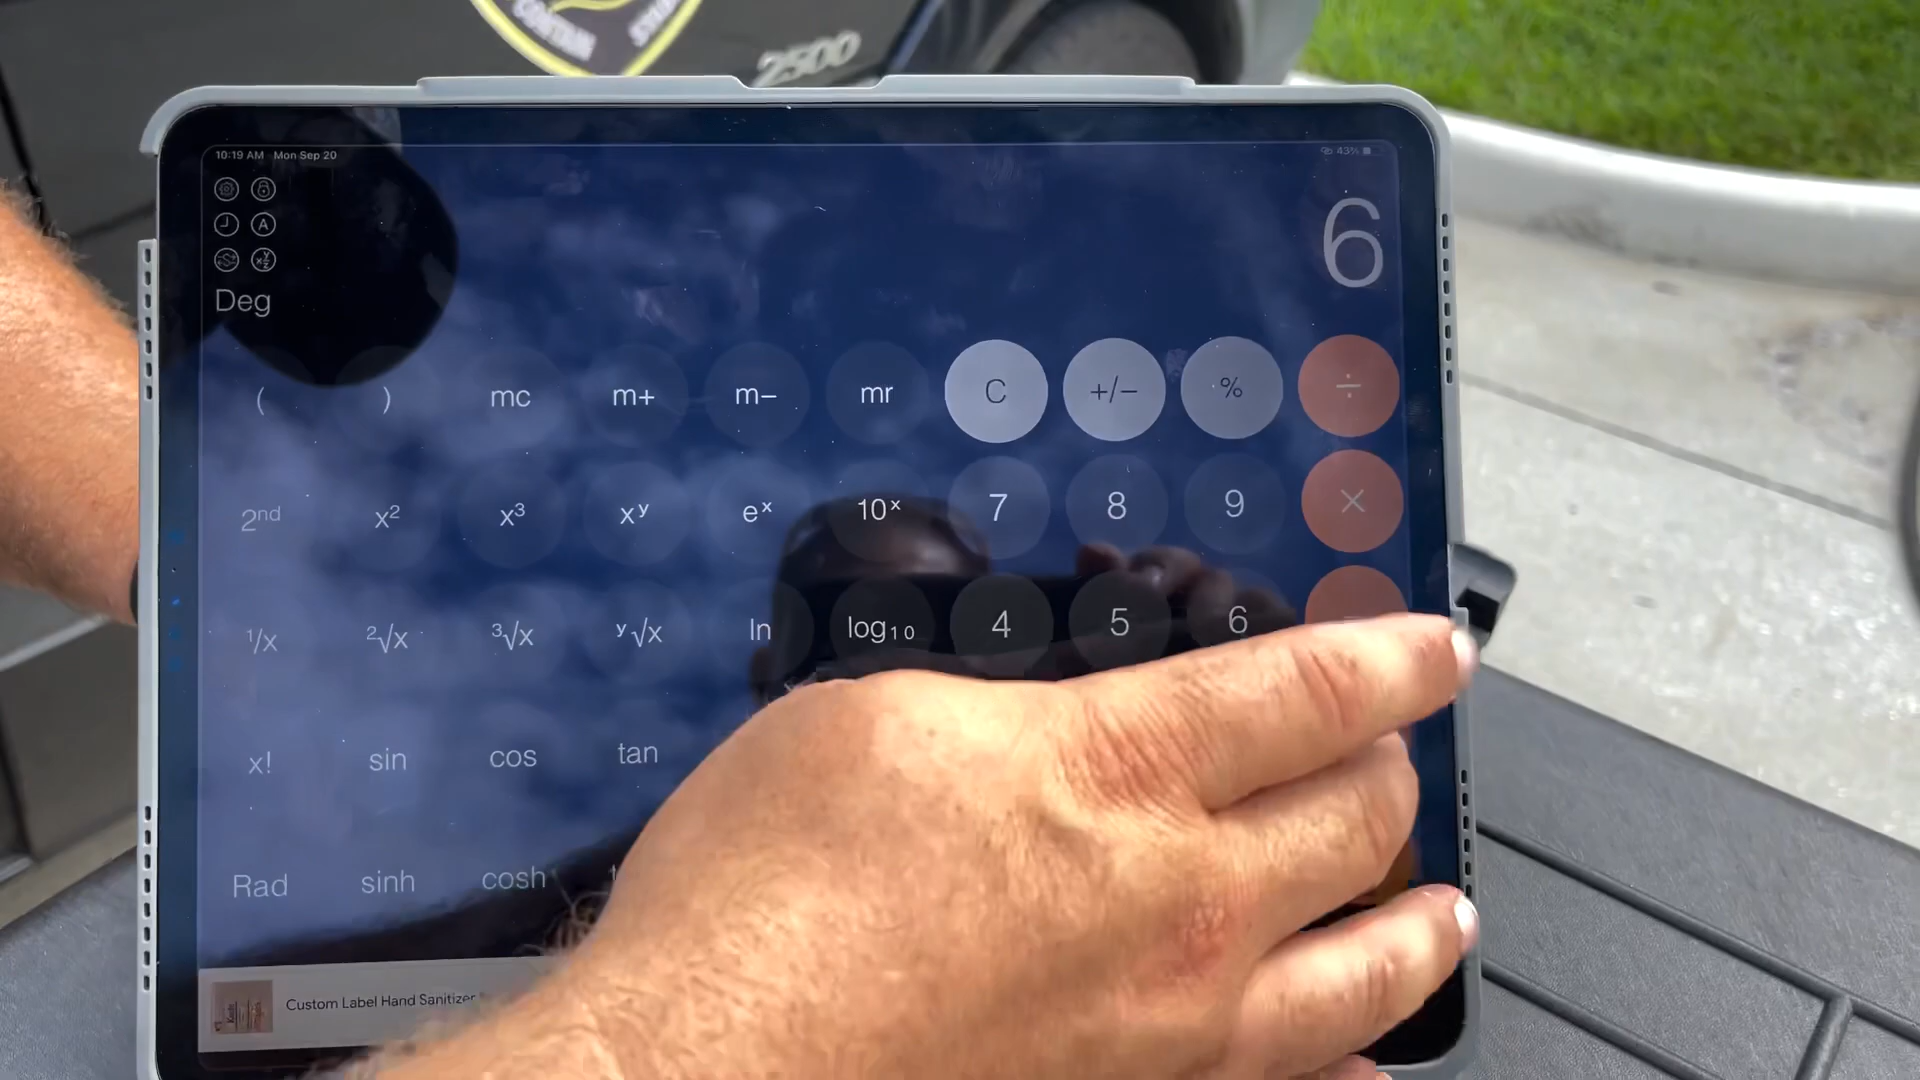 2500
10:19 AM Mon Sep 20
43%
6
A
Deg
( ) mc m+ m− mr C +/− % ÷
2nd x² x³ xʸ eˣ 10ˣ 7 8 9 ×
1/x ²√x ³√x ʸ√x ln log₁₀ 4 5 6
x! sin cos tan
Rad sinh cosh
Custom Label Hand Sanitizer